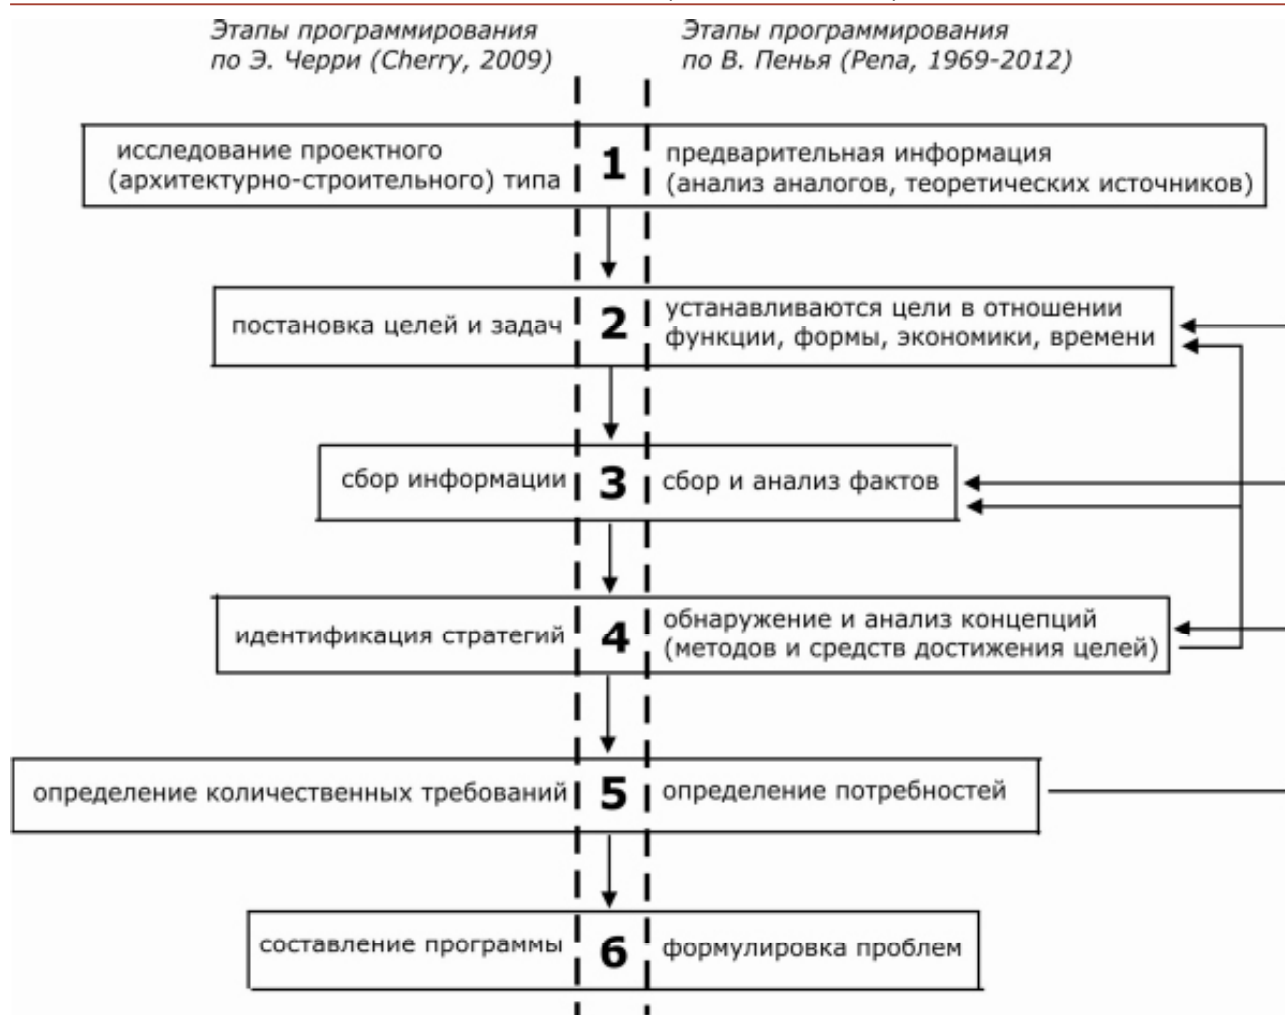 Этапы программирования
по Э. Черри (Cherry, 2009)
Этапы программирования
по В. Пенья (Pena, 1969-2012)
исследование проектного
(архитектурно-строительного) типа
1
предварительная информация
(анализ аналогов, теоретических источников)
постановка целей и задач
2
устанавливаются цели в отношении
функции, формы, экономики, времени
сбор информации
3
сбор и анализ фактов
идентификация стратегий
4
обнаружение и анализ концепций
(методов и средств достижения целей)
определение количественных требований
5
определение потребностей
составление программы
6
формулировка проблем